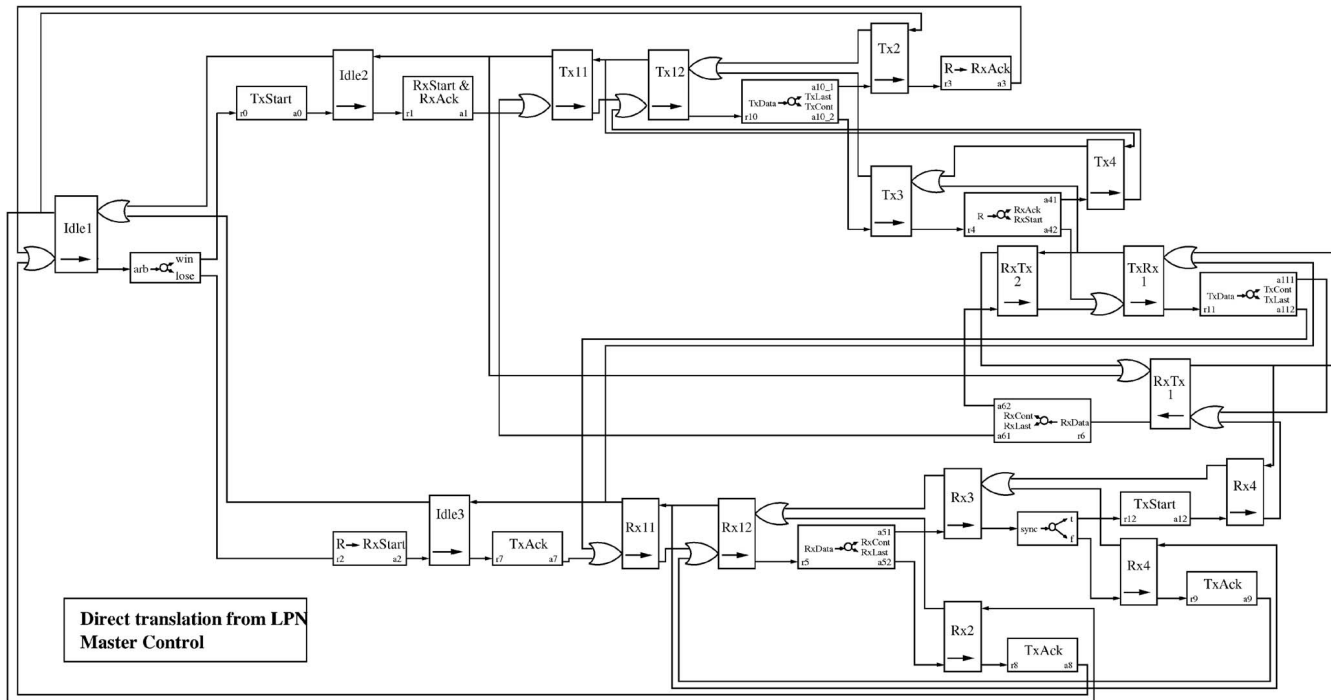 Tx2
R
RxAck
r3
a3
Idle2
Tx11
Tx12
RxStart &
RxAck
r1
a1
TxStart
r0
a0
a10_1
TxLast
TxData
TxCont
r10
a10_2
Tx4
Tx3
a41
RxAck
R
RxStart
r4
a42
Idle1
win
arb
lose
RxTx
2
TxRx
1
a111
TxCont
TxData
TxLast
r11
a112
RxTx
1
a62
RxCont
RxData
RxLast
a61
r6
Rx3
Rx4
TxStart
r12
a12
Idle3
Rx11
Rx12
t
sync
f
a51
RxCont
RxData
RxLast
r5
a52
R
RxStart
r2
a2
TxAck
r7
a7
Rx4
TxAck
r9
a9
Rx2
TxAck
r8
a8
Direct translation from LPN
Master Control